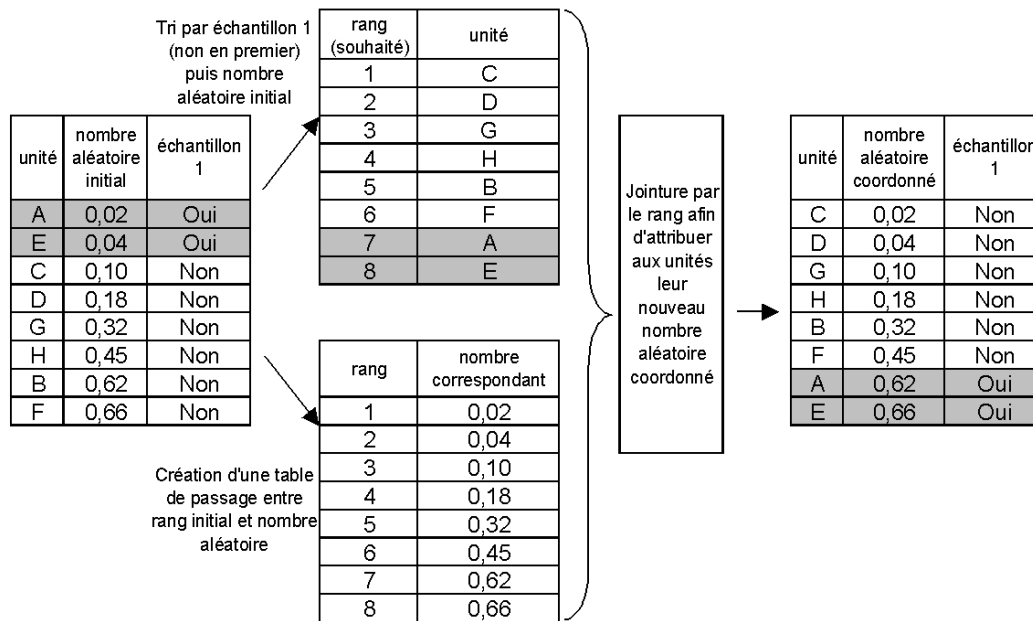 Tri par échantillon 1
(non en premier)
puis nombre
aléatoire initial
unité nombre aléatoire initial échantillon 1
A 0,02 Oui
E 0,04 Oui
C 0,10 Non
D 0,18 Non
G 0,32 Non
H 0,45 Non
B 0,62 Non
F 0,66 Non
rang (souhaité) unité
1 C
2 D
3 G
4 H
5 B
6 F
7 A
8 E
Création d'une table
de passage entre
rang initial et nombre
aléatoire
rang nombre correspondant
1 0,02
2 0,04
3 0,10
4 0,18
5 0,32
6 0,45
7 0,62
8 0,66
Jointure par
le rang afin
d'attribuer
aux unités
leur
nouveau
nombre
aléatoire
coordonné
unité nombre aléatoire coordonné échantillon 1
C 0,02 Non
D 0,04 Non
G 0,10 Non
H 0,18 Non
B 0,32 Non
F 0,45 Non
A 0,62 Oui
E 0,66 Oui